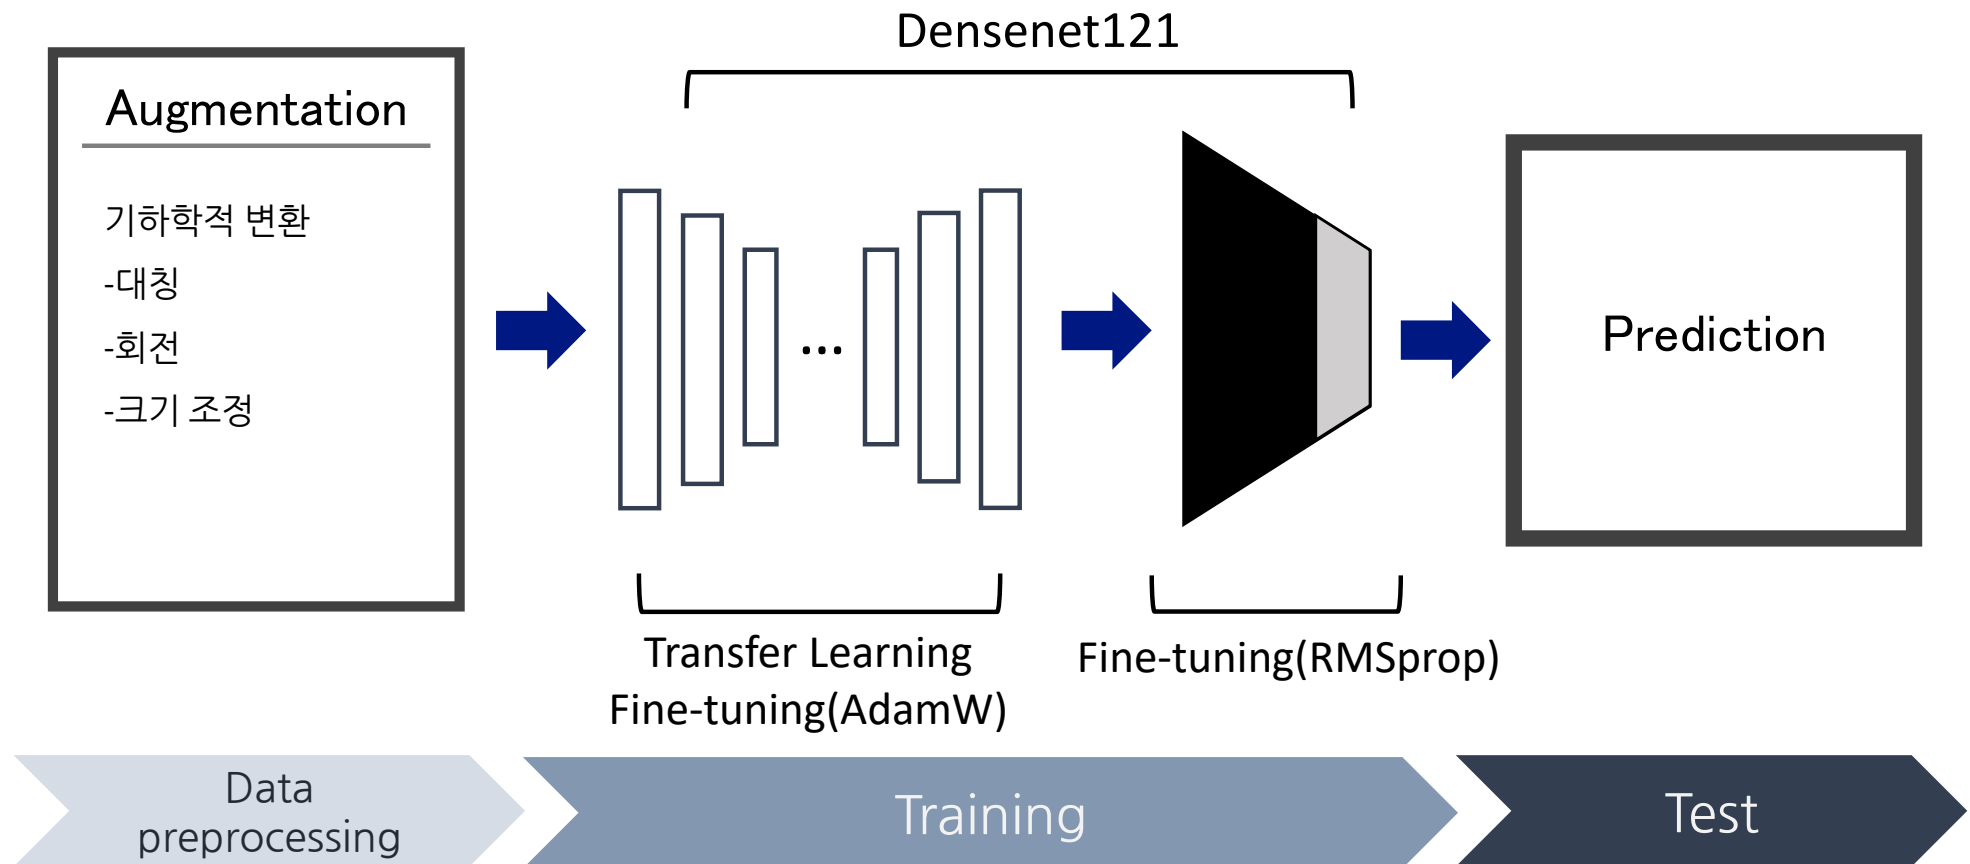 Densenet121
Augmentation
기하학적 변환
-대칭
-회전
-크기 조정
...
Prediction
Transfer Learning
Fine-tuning(AdamW)
Fine-tuning(RMSprop)
Data
preprocessing
Training
Test